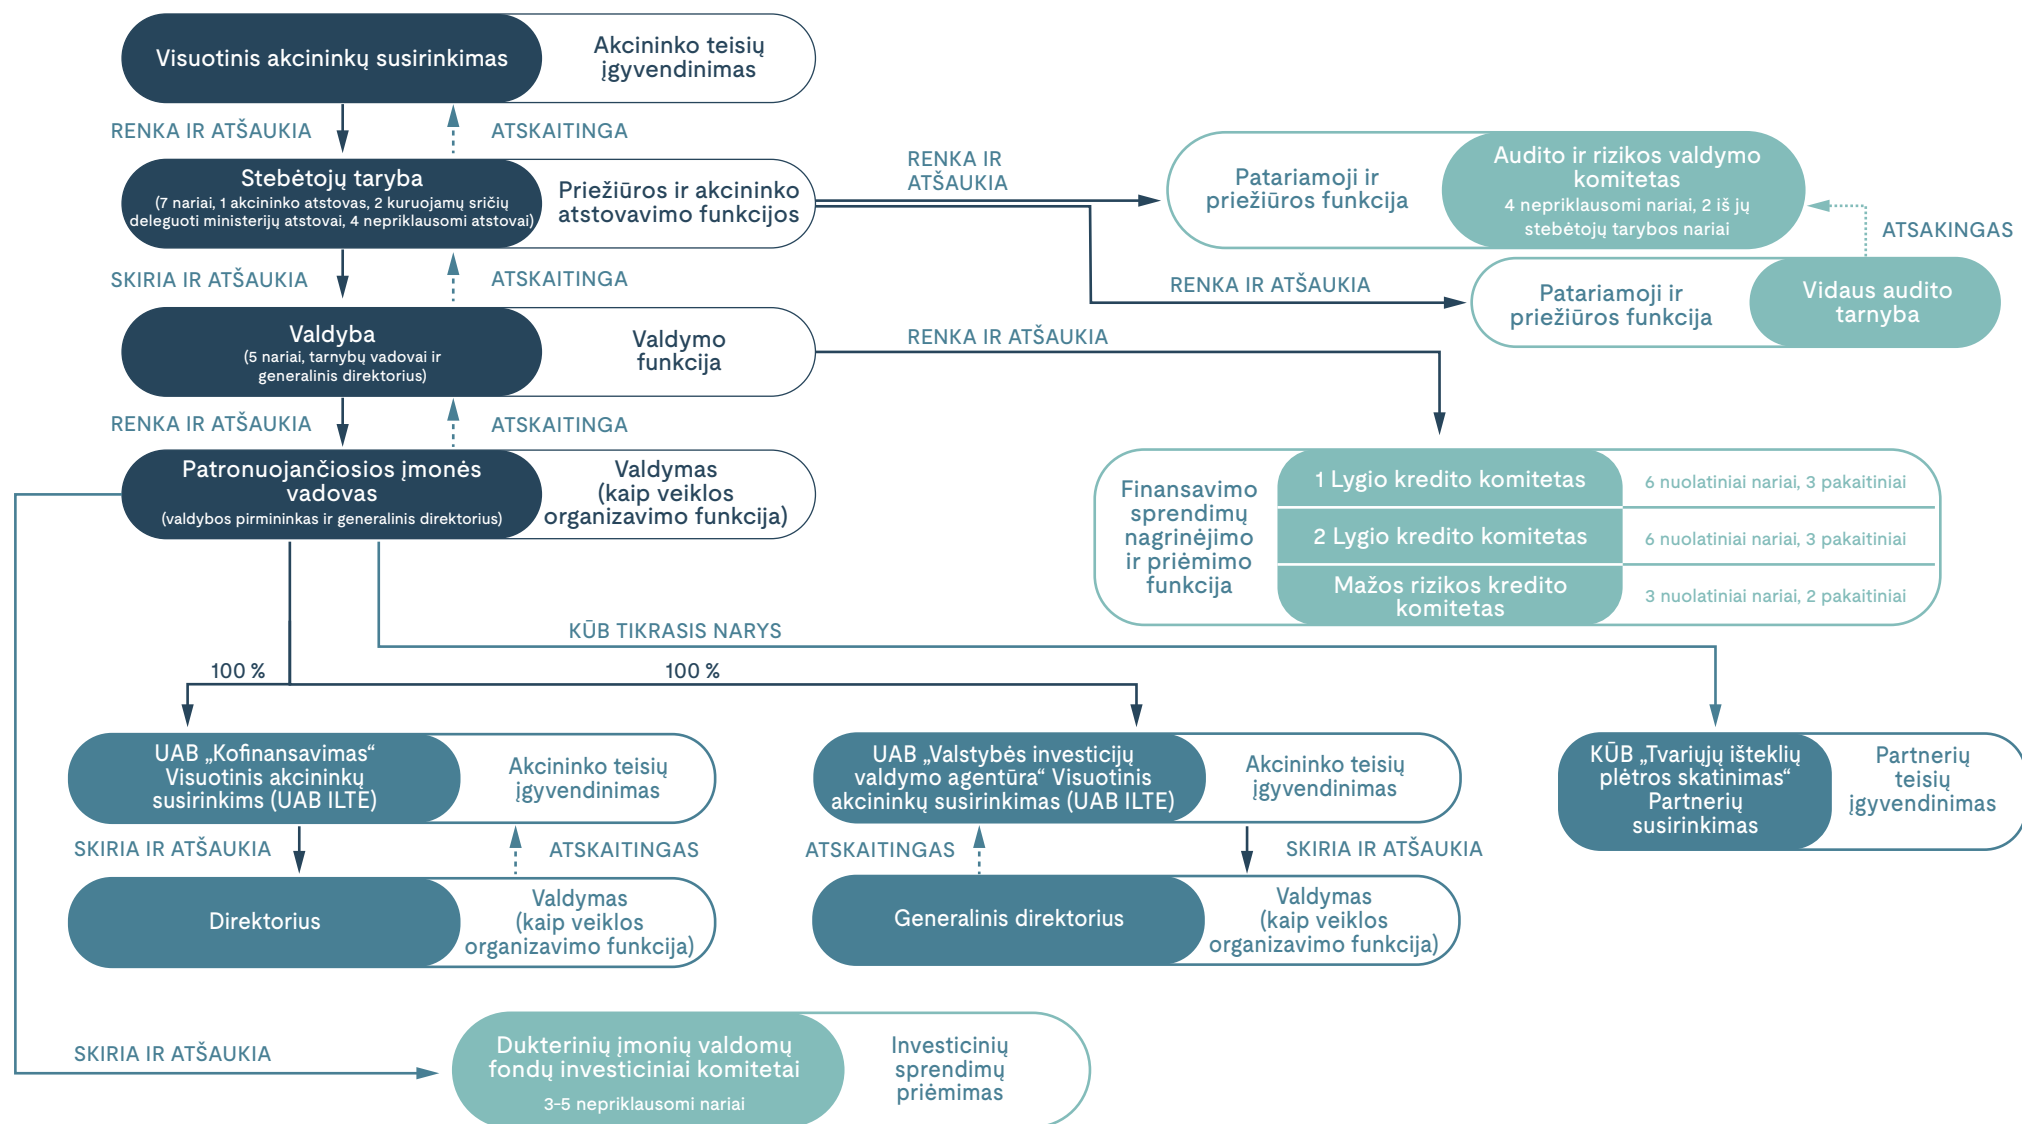 Visuotinis akcininkų susirinkimas
Akcininko teisių
įgyvendinimas
RENKA IR ATŠAUKIA
ATSKAITINGA
Stebėtojų taryba
(7 nariai, 1 akcininko atstovas, 2 kuruojamų sričių
deleguoti ministerijų atstovai, 4 nepriklausomi atstovai)
Priežiūros ir akcininko
atstovavimo funkcijos
RENKA IR
ATŠAUKIA
Patariamoji ir
priežiūros funkcija
Audito ir rizikos valdymo
komitetas
4 nepriklausomi nariai, 2 iš jų
stebėtojų tarybos nariai
ATSAKINGAS
RENKA IR ATŠAUKIA
Patariamoji ir
priežiūros funkcija
Vidaus audito
tarnyba
SKIRIA IR ATŠAUKIA
ATSKAITINGA
Valdyba
(5 nariai, tarnybų vadovai ir
generalinis direktorius)
Valdymo
funkcija
RENKA IR ATŠAUKIA
RENKA IR ATŠAUKIA
ATSKAITINGA
Patronuojančiosios įmonės
vadovas
(valdybos pirmininkas ir generalinis direktorius)
Valdymas
(kaip veiklos
organizavimo funkcija)
Finansavimo
sprendimų
nagrinėjimo
ir priėmimo
funkcija
1 Lygio kredito komitetas
6 nuolatiniai nariai, 3 pakaitiniai
2 Lygio kredito komitetas
6 nuolatiniai nariai, 3 pakaitiniai
Mažos rizikos kredito
komitetas
3 nuolatiniai nariai, 2 pakaitiniai
KŪB TIKRASIS NARYS
100 %
100 %
UAB „Kofinansavimas“
Visuotinis akcininkų
susirinkims (UAB ILTE)
Akcininko teisių
įgyvendinimas
UAB „Valstybės investicijų
valdymo agentūra“ Visuotinis
akcininkų susirinkimas (UAB ILTE)
Akcininko teisių
įgyvendinimas
KŪB „Tvariųjų išteklių
plėtros skatinimas“
Partnerių
susirinkimas
Partnerių
teisių
įgyvendinimas
SKIRIA IR ATŠAUKIA
ATSKAITINGAS
ATSKAITINGAS
SKIRIA IR ATŠAUKIA
Direktorius
Valdymas
(kaip veiklos
organizavimo funkcija)
Generalinis direktorius
Valdymas
(kaip veiklos
organizavimo funkcija)
SKIRIA IR ATŠAUKIA
Dukterinių įmonių valdomų
fondų investiciniai komitetai
3-5 nepriklausomi nariai
Investicinių
sprendimų
priėmimas